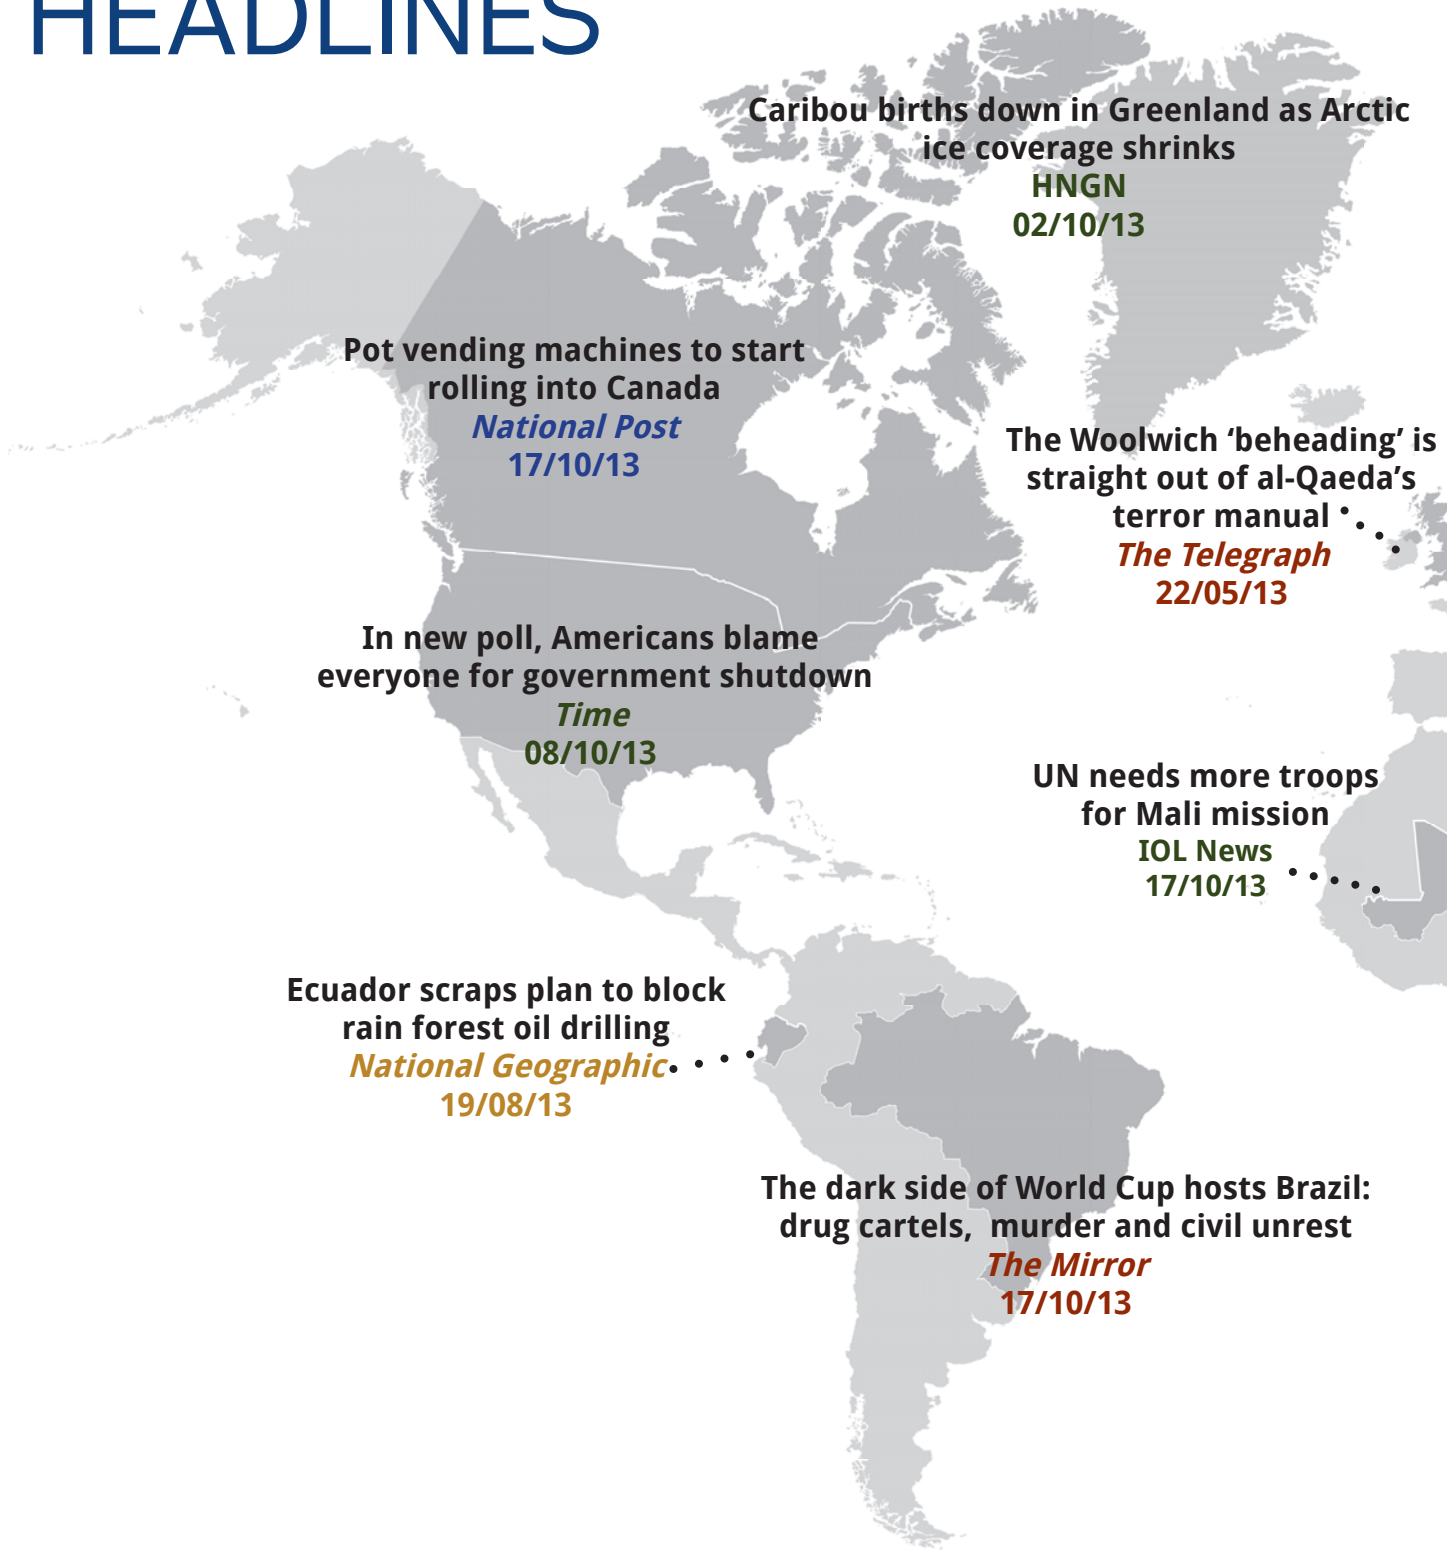 HEADLINES
Caribou births down in Greenland as Arctic
ice coverage shrinks
HNGN
02/10/13
Pot vending machines to start
rolling into Canada
National Post
17/10/13
The Woolwich ‘beheading’ is
straight out of al-Qaeda’s
terror manual
The Telegraph
22/05/13
In new poll, Americans blame
everyone for government shutdown
Time
08/10/13
UN needs more troops
for Mali mission
IOL News
17/10/13
Ecuador scraps plan to block
rain forest oil drilling
National Geographic
19/08/13
The dark side of World Cup hosts Brazil:
drug cartels, murder and civil unrest
The Mirror
17/10/13